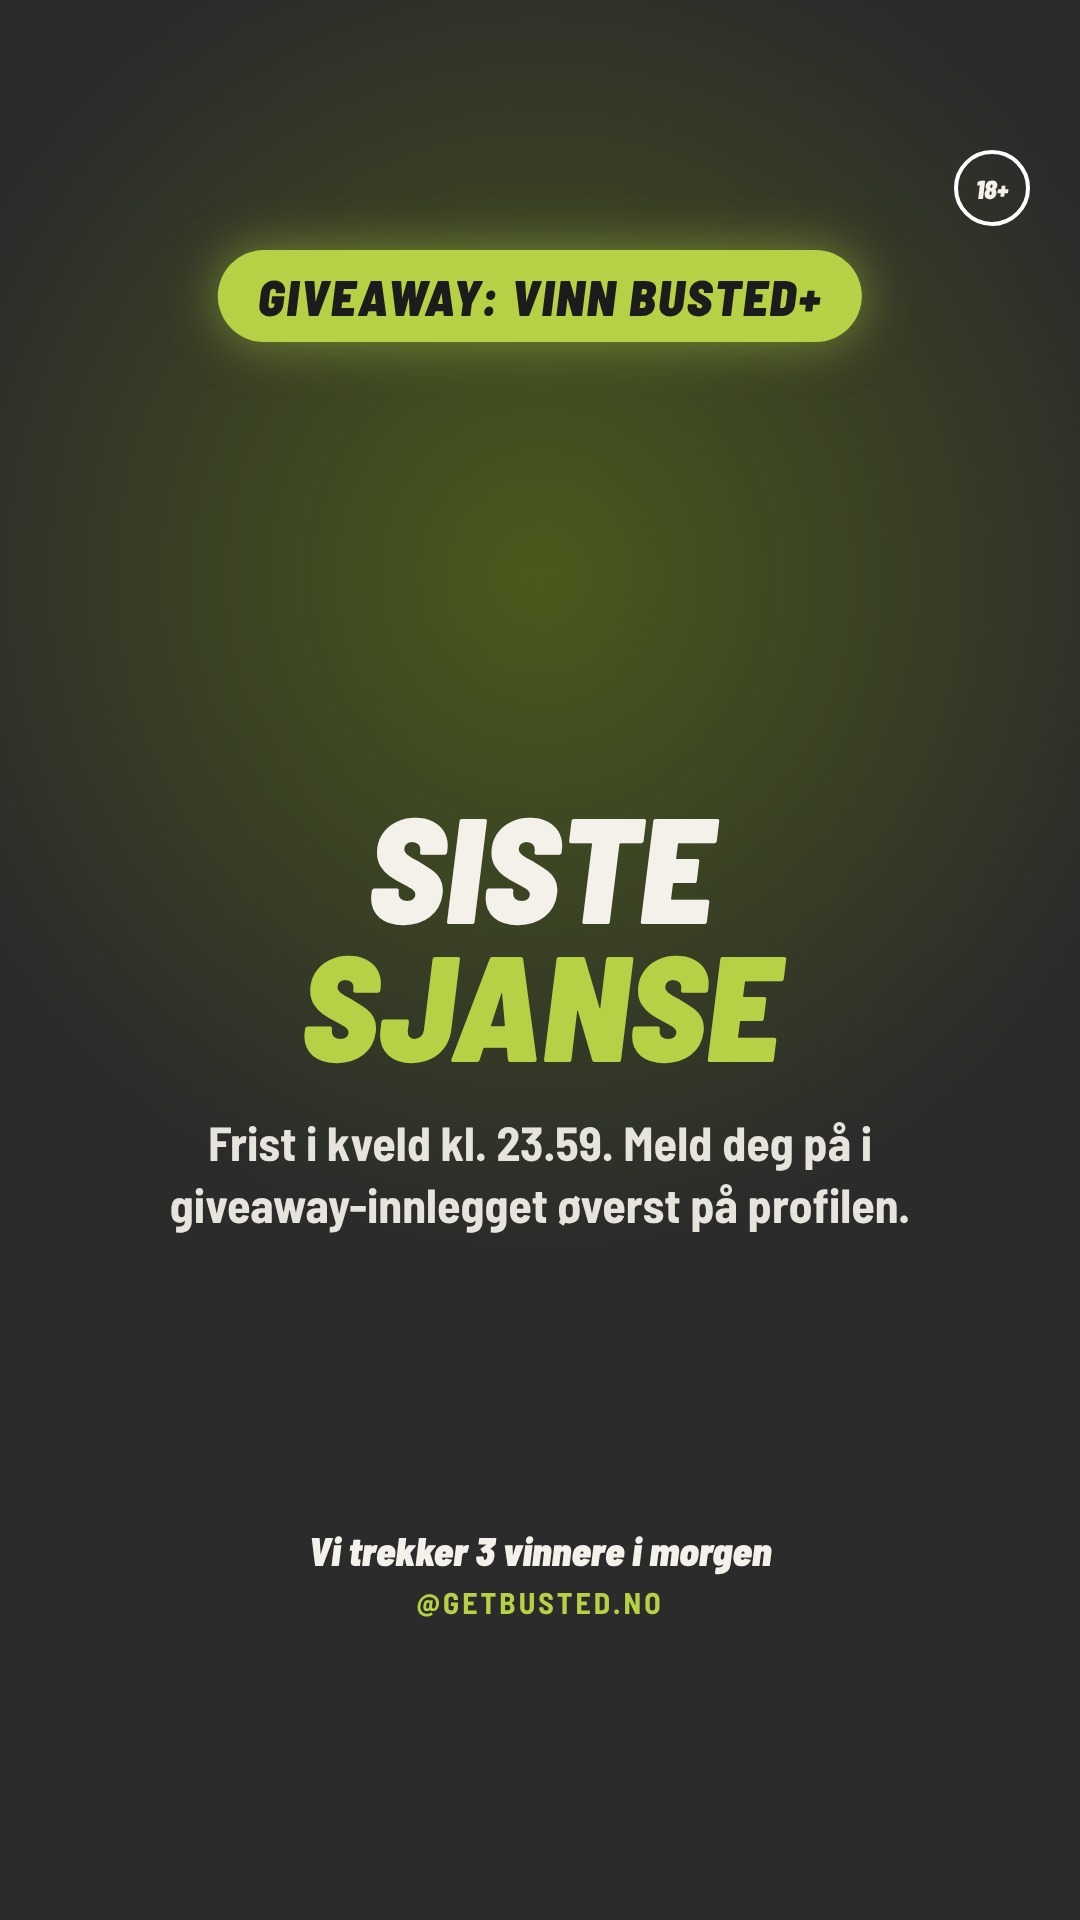 18+
GIVEAWAY: VINN BUSTED+
SISTE
SJANSE
Frist i kveld kl. 23.59. Meld deg på i
giveaway-innlegget øverst på profilen.
Vi trekker 3 vinnere i morgen
@GETBUSTED.NO